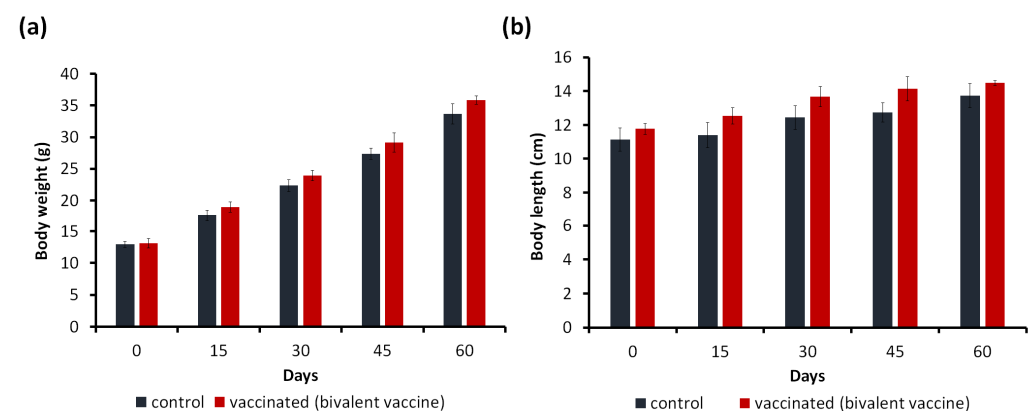 (a)
Body weight (g)
40
35
30
25
20
15
10
5
0
0 15 30 45 60
Days
control vaccinated (bivalent vaccine)
(b)
Body length (cm)
16
14
12
10
8
6
4
2
0
0 15 30 45 60
Days
control vaccinated (bivalent vaccine)